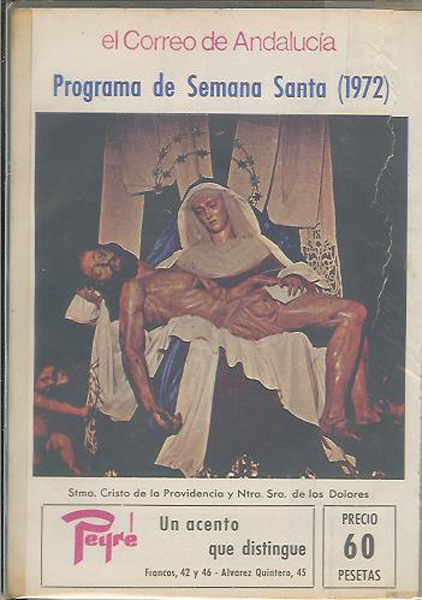 el Correo de Andalucía
Programa de Semana Santa (1972)
Stmo. Cristo de la Providencia y Ntra. Sra. de los Dolores
Peyré
Un acento
que distingue
Francos, 42 y 46 - Alvarez Quintero, 45
PRECIO
60
PESETAS